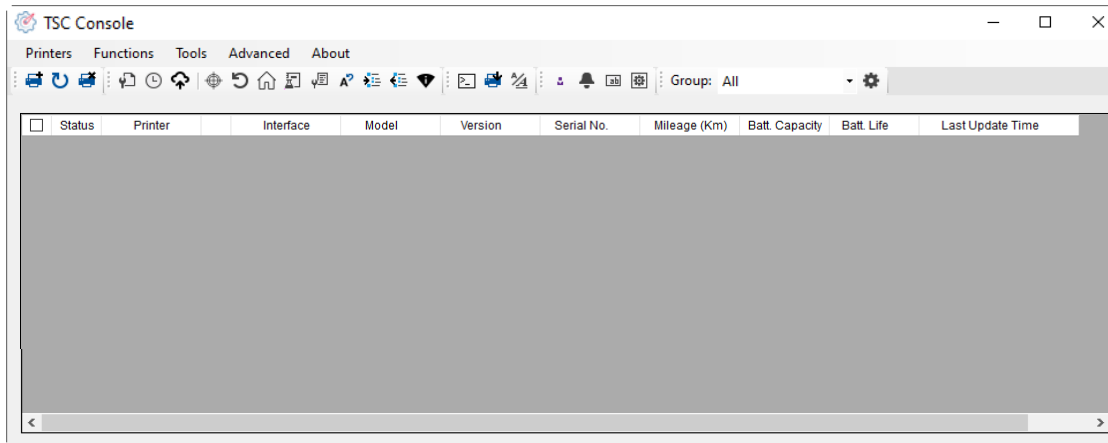 TSC Console
Printers Functions Tools Advanced About
Group: All
Status Printer Interface Model Version Serial No. Mileage (Km) Batt. Capacity Batt. Life Last Update Time